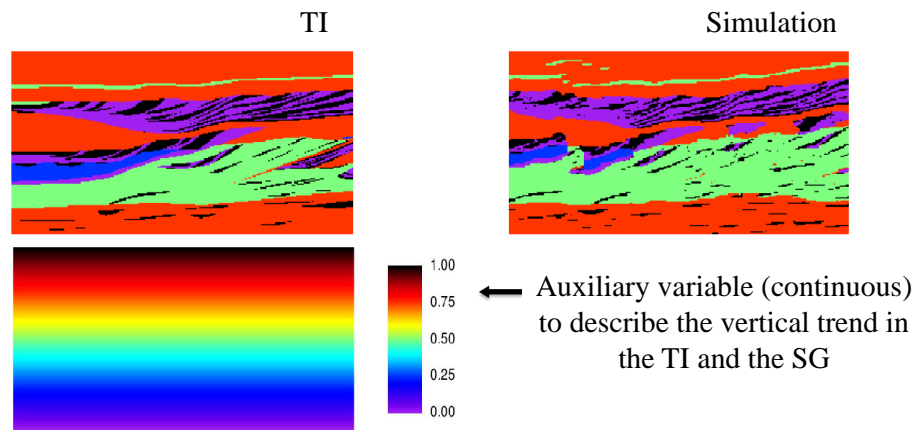 TI
Simulation
1.00
0.75
0.50
0.25
0.00
Auxiliary variable (continuous)
to describe the vertical trend in
the TI and the SG